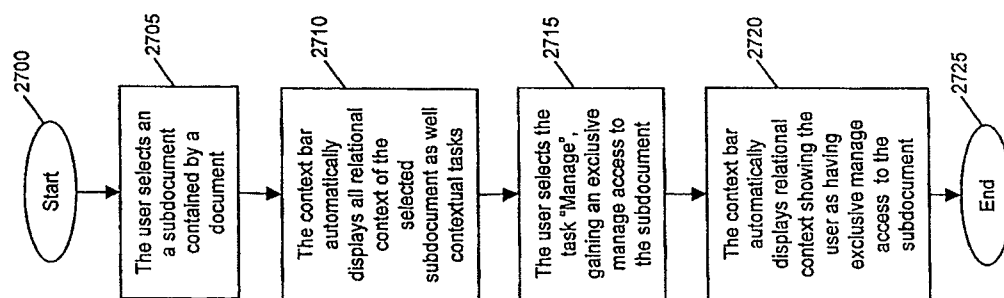 2700
Start
2705
The user selects an
a subdocument
contained by a
document
2710
The context bar
automatically
displays all relational
context of the
selected
subdocument as well
contextual tasks
2715
The user selects the
task “Manage”,
gaining an exclusive
manage access to
the subdocument
2720
The context bar
automatically
displays relational
context showing the
user as having
exclusive manage
access to the
subdocument
2725
End